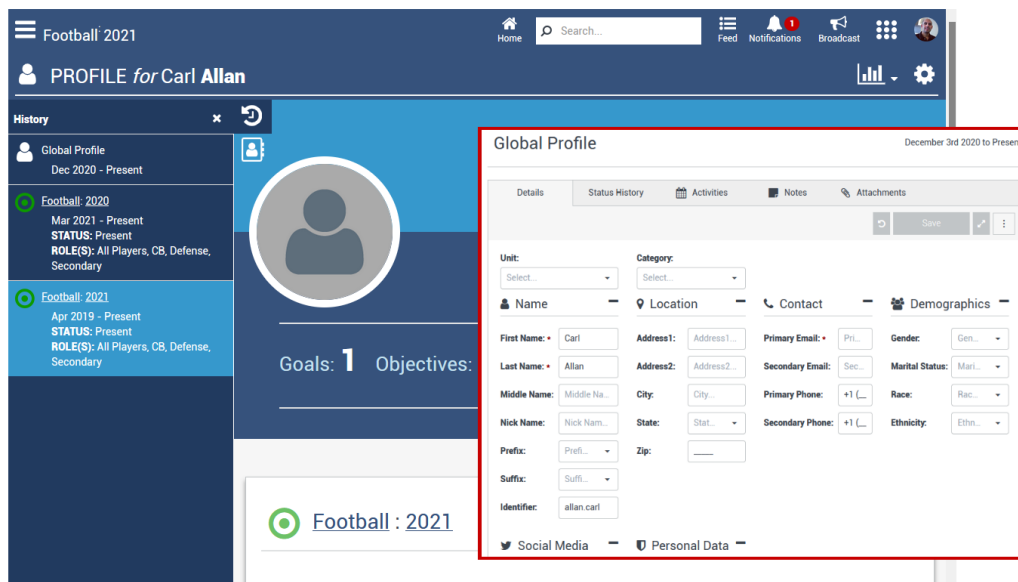 Football: 2021
Home
Search...
Feed
Notifications
1
Broadcast
PROFILE for Carl Allan
History
Global Profile
Dec 2020 - Present
Football: 2020
Mar 2021 - Present
STATUS: Present
ROLE(S): All Players, CB, Defense,
Secondary
Football: 2021
Apr 2019 - Present
STATUS: Present
ROLE(S): All Players, CB, Defense,
Secondary
Goals: 1 Objectives:
Football : 2021
Global Profile
December 3rd 2020 to Present
Details Status History Activities Notes Attachments
Save
Unit: Category:
Select... Select...
Name Location Contact Demographics
First Name: • Carl Address1: Address1... Primary Email: • Pri... Gender: Gen...
Last Name: • Allan Address2: Address2... Secondary Email: Sec... Marital Status: Mari...
Middle Name: Middle Na... City: City... Primary Phone: +1 (__ Race: Rac...
Nick Name: Nick Nam... State: Stat... Secondary Phone: +1 (__ Ethnicity: Ethn...
Prefix: Prefi... Zip: _____
Suffix: Suffi...
Identifier: allan.carl
Social Media Personal Data